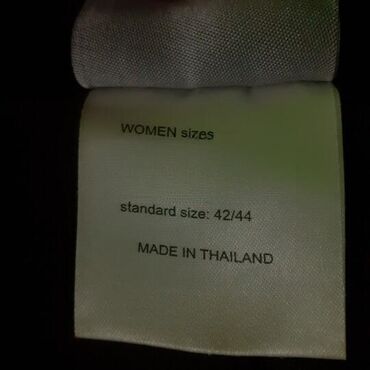 WOMEN sizes
standard size: 42/44
MADE IN THAILAND